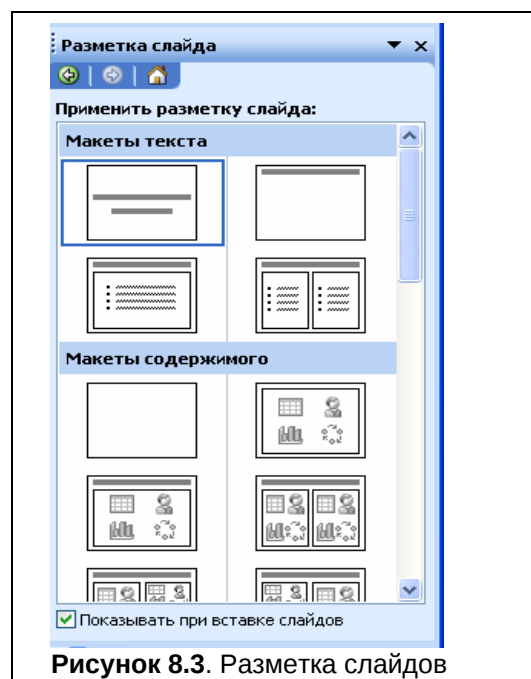 Разметка слайда
Применить разметку слайда:
Макеты текста
Макеты содержимого
Показывать при вставке слайдов
Рисунок 8.3. Разметка слайдов